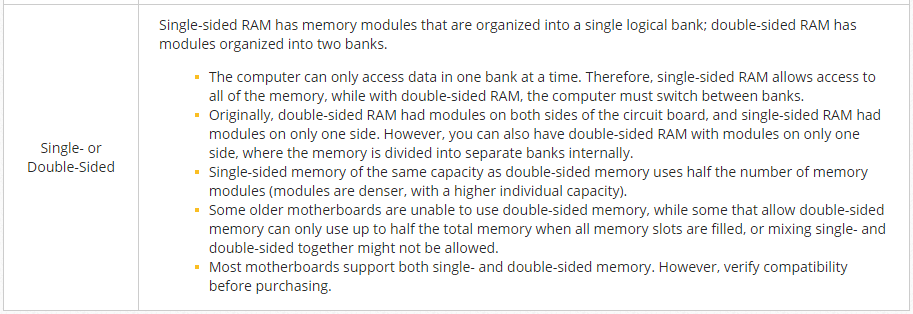 Single-sided RAM has memory modules that are organized into a single logical bank; double-sided RAM has
modules organized into two banks.
The computer can only access data in one bank at a time. Therefore, single-sided RAM allows access to
all of the memory, while with double-sided RAM, the computer must switch between banks.
Originally, double-sided RAM had modules on both sides of the circuit board, and single-sided RAM had
modules on only one side. However, you can also have double-sided RAM with modules on only one
side, where the memory is divided into separate banks internally.
Single- or
Double-Sided
Single-sided memory of the same capacity as double-sided memory uses half the number of memory
modules (modules are denser, with a higher individual capacity).
Some older motherboards are unable to use double-sided memory, while some that allow double-sided
memory can only use up to half the total memory when all memory slots are filled, or mixing single- and
double-sided together might not be allowed.
Most motherboards support both single- and double-sided memory. However, verify compatibility
before purchasing.